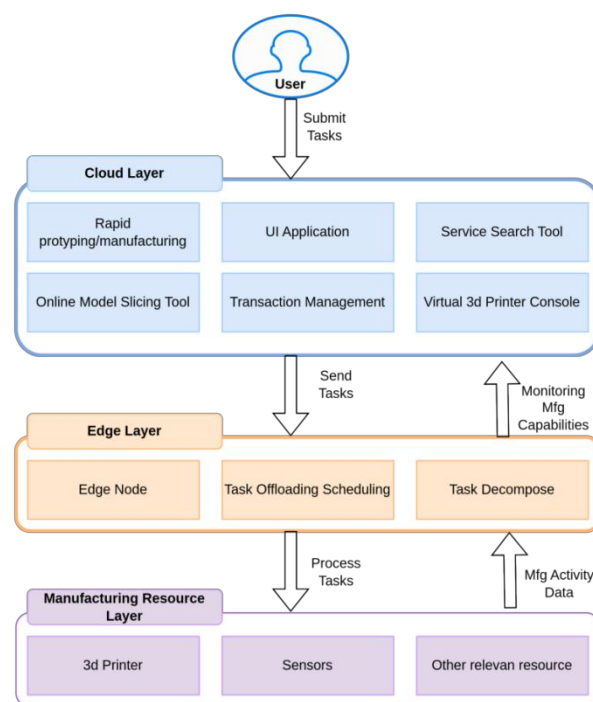 User
Submit
Tasks
Cloud Layer
Rapid
protyping/manufacturing
UI Application
Service Search Tool
Online Model Slicing Tool
Transaction Management
Virtual 3d Printer Console
Send
Tasks
Monitoring
Mfg
Capabilities
Edge Layer
Edge Node
Task Offloading Scheduling
Task Decompose
Process
Tasks
Mfg Activity
Data
Manufacturing Resource
Layer
3d Printer
Sensors
Other relevan resource